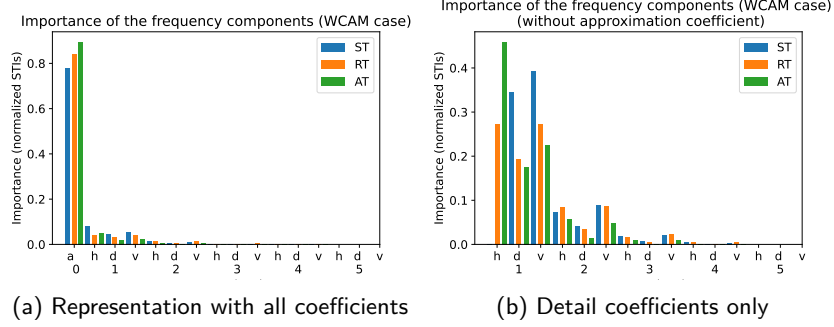 Importance of the frequency components (WCAM case)
Importance (normalized STIs)
0.8
0.6
0.4
0.2
0.0
ST
RT
AT
a h d v h d v h d v h d v h d v
0 1 2 3 4 5
(a) Representation with all coefficients
Importance of the frequency components (WCAM case)
(without approximation coefficient)
Importance (normalized STIs)
0.4
0.3
0.2
0.1
0.0
ST
RT
AT
h d v h d v h d v h d v h d v
1 2 3 4 5
(b) Detail coefficients only